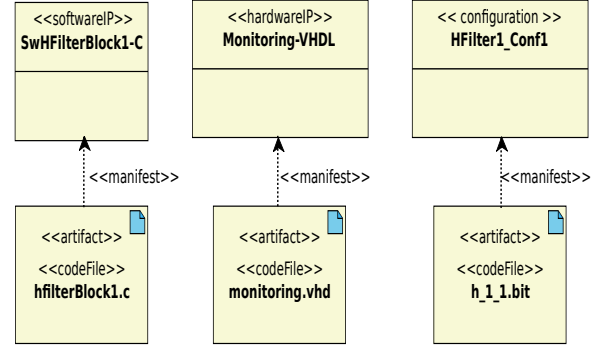 <<softwareIP>>
SwHFilterBlock1-C
<<hardwareIP>>
Monitoring-VHDL
<< configuration >>
HFilter1_Conf1
<<manifest>>
<<manifest>>
<<manifest>>
<<artifact>>
<<codeFile>>
hfilterBlock1.c
<<artifact>>
<<codeFile>>
monitoring.vhd
<<artifact>>
<<codeFile>>
h_1_1.bit